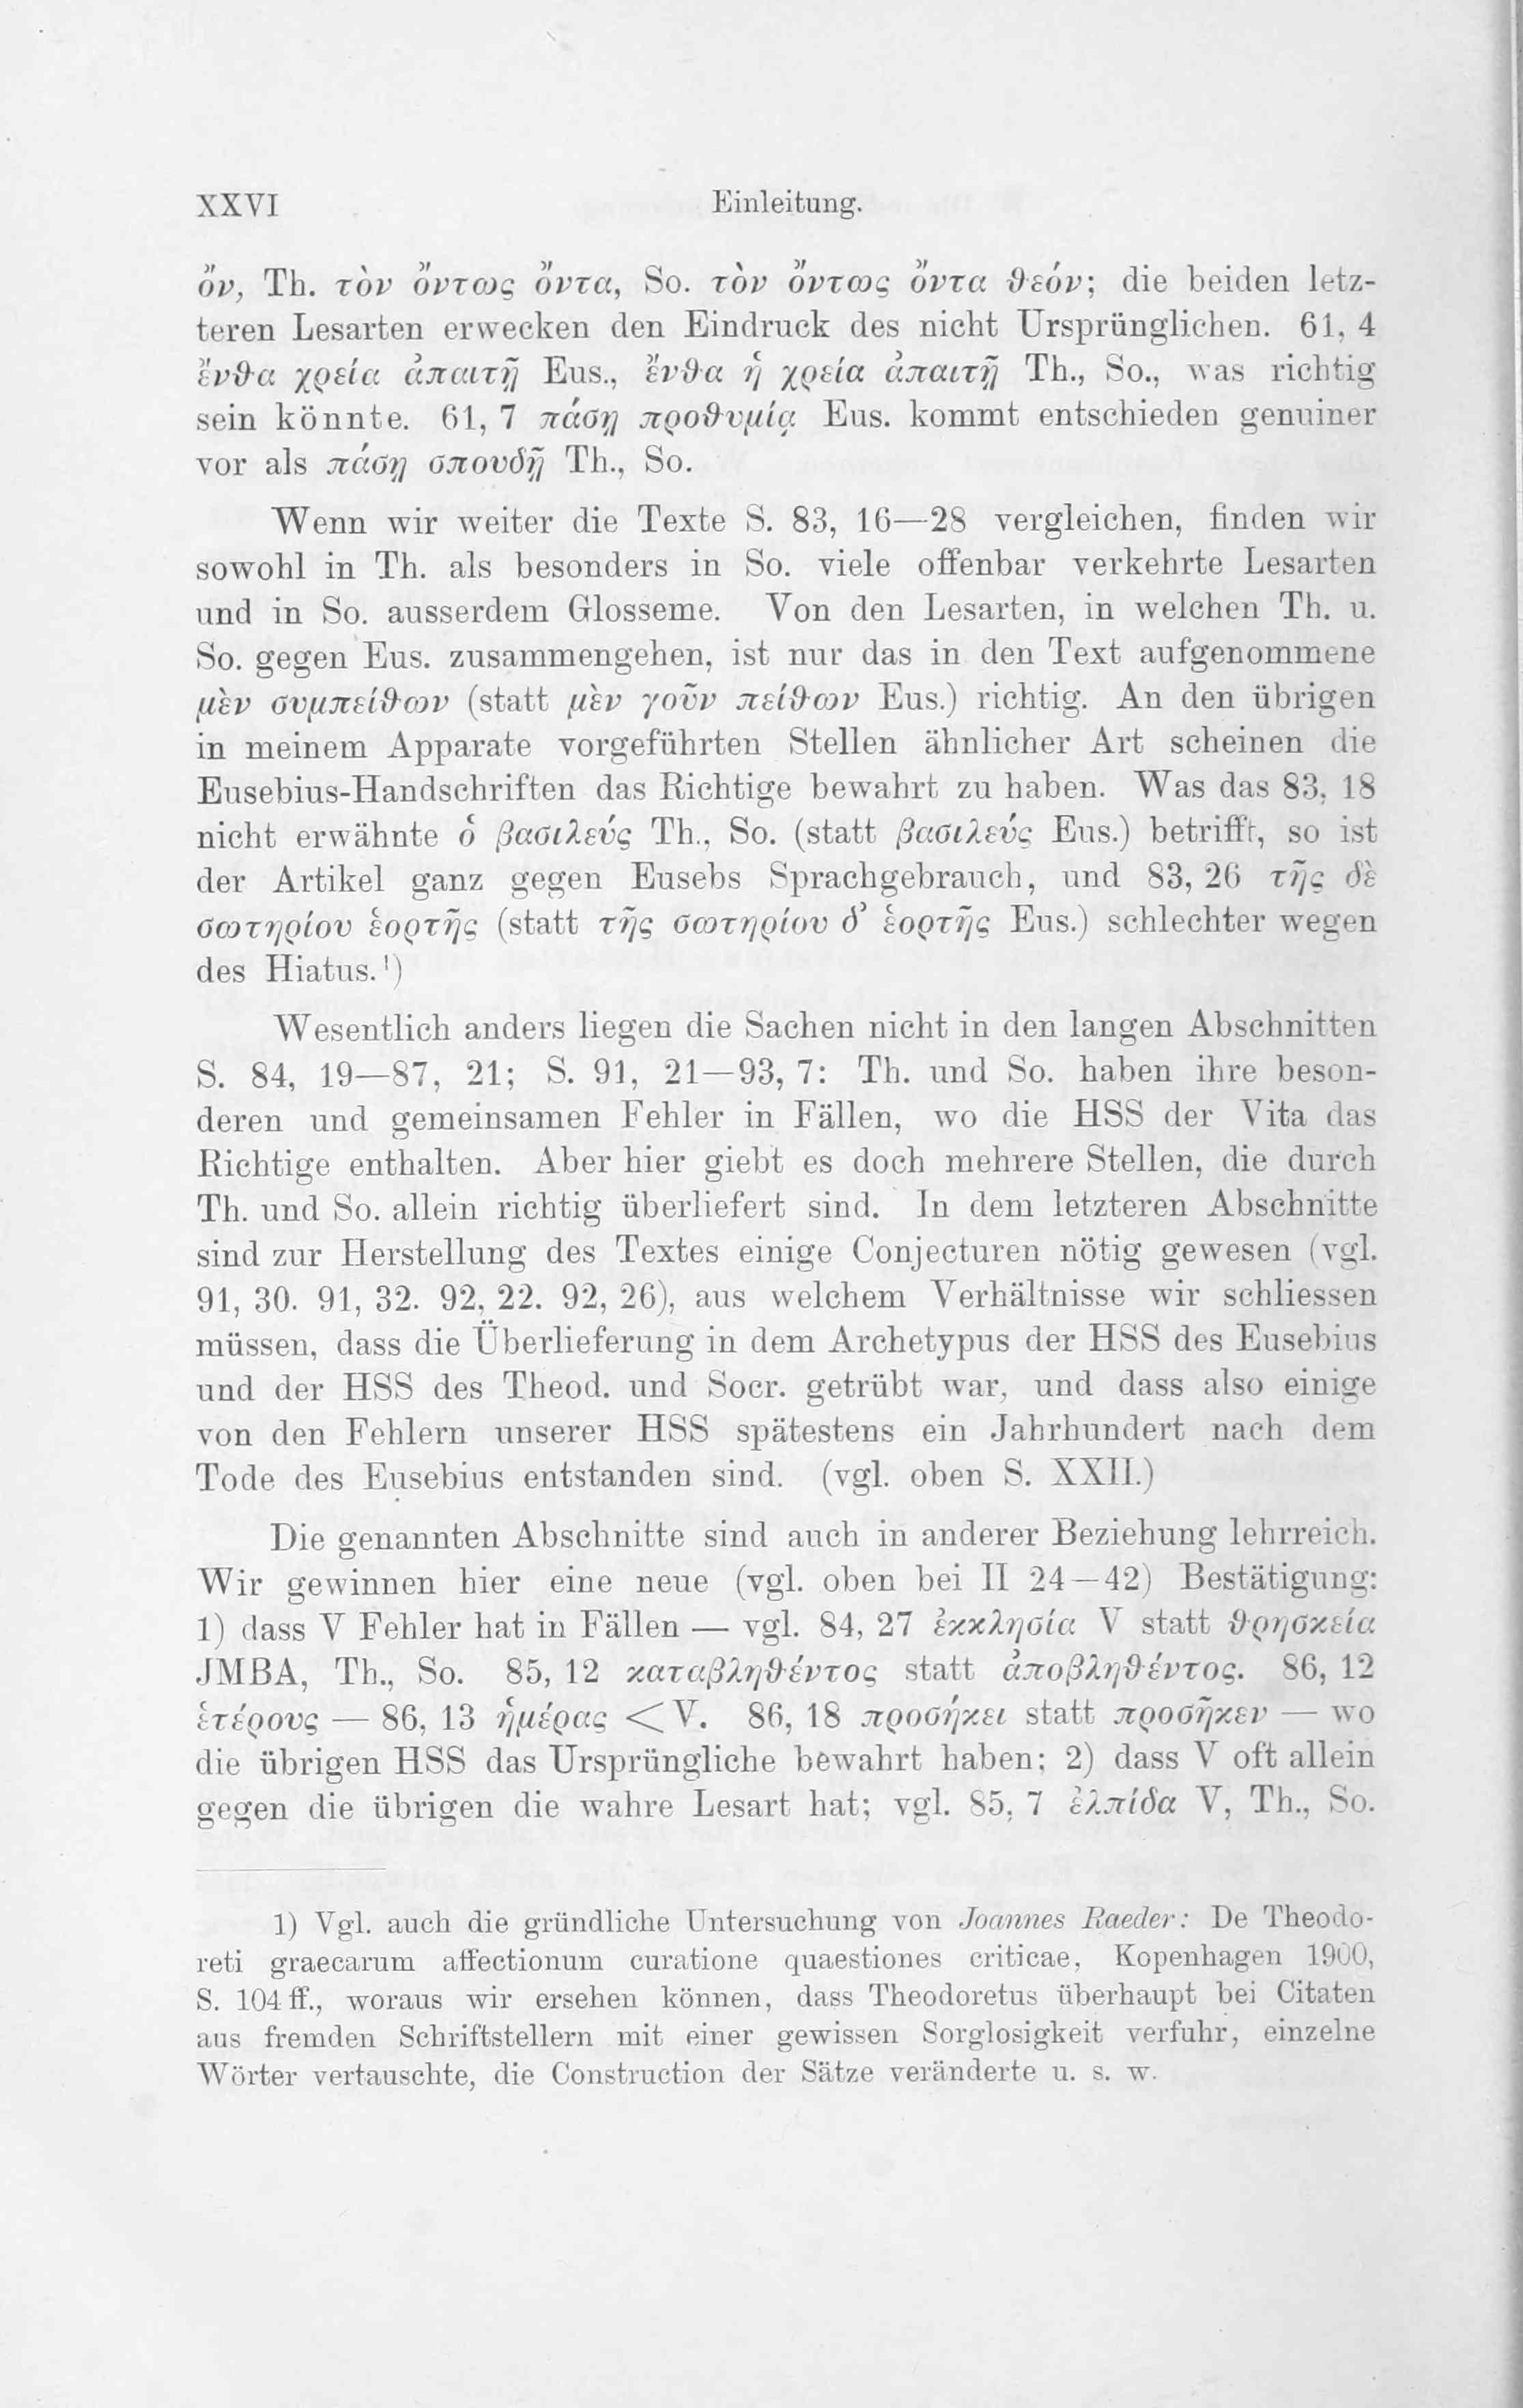 XXVI Einleitung.
ὄν, Th. τὸν ὄντως ὄντα, So. τὸν ὄντως ὄντα θεόν; die beiden letz-
teren Lesarten erwecken den Eindruck des nicht Ursprünglichen. 61, 4
ἔνθα χρεία ἀπαιτῇ Eus., ἔνθα ἡ χρεία ἀπαιτῇ Th., So., was richtig
sein könnte. 61, 7 πάσῃ προθυμίᾳ Eus. kommt entschieden genuiner
vor als πάσῃ σπουδῇ Th., So.
Wenn wir weiter die Texte S. 83, 16—28 vergleichen, finden wir
sowohl in Th. als besonders in So. viele offenbar verkehrte Lesarten
und in So. ausserdem Glosseme. Von den Lesarten, in welchen Th. u.
So. gegen Eus. zusammengehen, ist nur das in den Text aufgenommene
μὲν συμπείθων (statt μὲν γοῦν πείθων Eus.) richtig. An den übrigen
in meinem Apparate vorgeführten Stellen ähnlicher Art scheinen die
Eusebius-Handschriften das Richtige bewahrt zu haben. Was das 83, 18
nicht erwähnte ὁ βασιλεύς Th., So. (statt βασιλεύς Eus.) betrifft, so ist
der Artikel ganz gegen Eusebs Sprachgebrauch, und 83, 26 τῆς δὲ
σωτηρίου ἑορτῆς (statt τῆς σωτηρίου δ’ ἑορτῆς Eus.) schlechter wegen
des Hiatus.¹)
Wesentlich anders liegen die Sachen nicht in den langen Abschnitten
S. 84, 19—87, 21; S. 91, 21—93, 7: Th. und So. haben ihre beson-
deren und gemeinsamen Fehler in Fällen, wo die HSS der Vita das
Richtige enthalten. Aber hier giebt es doch mehrere Stellen, die durch
Th. und So. allein richtig überliefert sind. In dem letzteren Abschnitte
sind zur Herstellung des Textes einige Conjecturen nötig gewesen (vgl.
91, 30. 91, 32. 92, 22. 92, 26), aus welchem Verhältnisse wir schliessen
müssen, dass die Überlieferung in dem Archetypus der HSS des Eusebius
und der HSS des Theod. und Socr. getrübt war, und dass also einige
von den Fehlern unserer HSS spätestens ein Jahrhundert nach dem
Tode des Eusebius entstanden sind. (vgl. oben S. XXII.)
Die genannten Abschnitte sind auch in anderer Beziehung lehrreich.
Wir gewinnen hier eine neue (vgl. oben bei II 24—42) Bestätigung:
1) dass V Fehler hat in Fällen — vgl. 84, 27 ἐκκλησία V statt θρησκεία
JMBA, Th., So. 85, 12 καταβληθέντος statt ἀποβληθέντος. 86, 12
ἑτέρους — 86, 13 ἡμέρας < V. 86, 18 προσήκει statt προσῆκεν — wo
die übrigen HSS das Ursprüngliche bewahrt haben; 2) dass V oft allein
gegen die übrigen die wahre Lesart hat; vgl. 85, 7 ἐλπίδα V, Th., So.
1) Vgl. auch die gründliche Untersuchung von Joannes Raeder: De Theodo-
reti graecarum affectionum curatione quaestiones criticae, Kopenhagen 1900,
S. 104 ff., woraus wir ersehen können, dass Theodoretus überhaupt bei Citaten
aus fremden Schriftstellern mit einer gewissen Sorglosigkeit verfuhr, einzelne
Wörter vertauschte, die Construction der Sätze veränderte u. s. w.